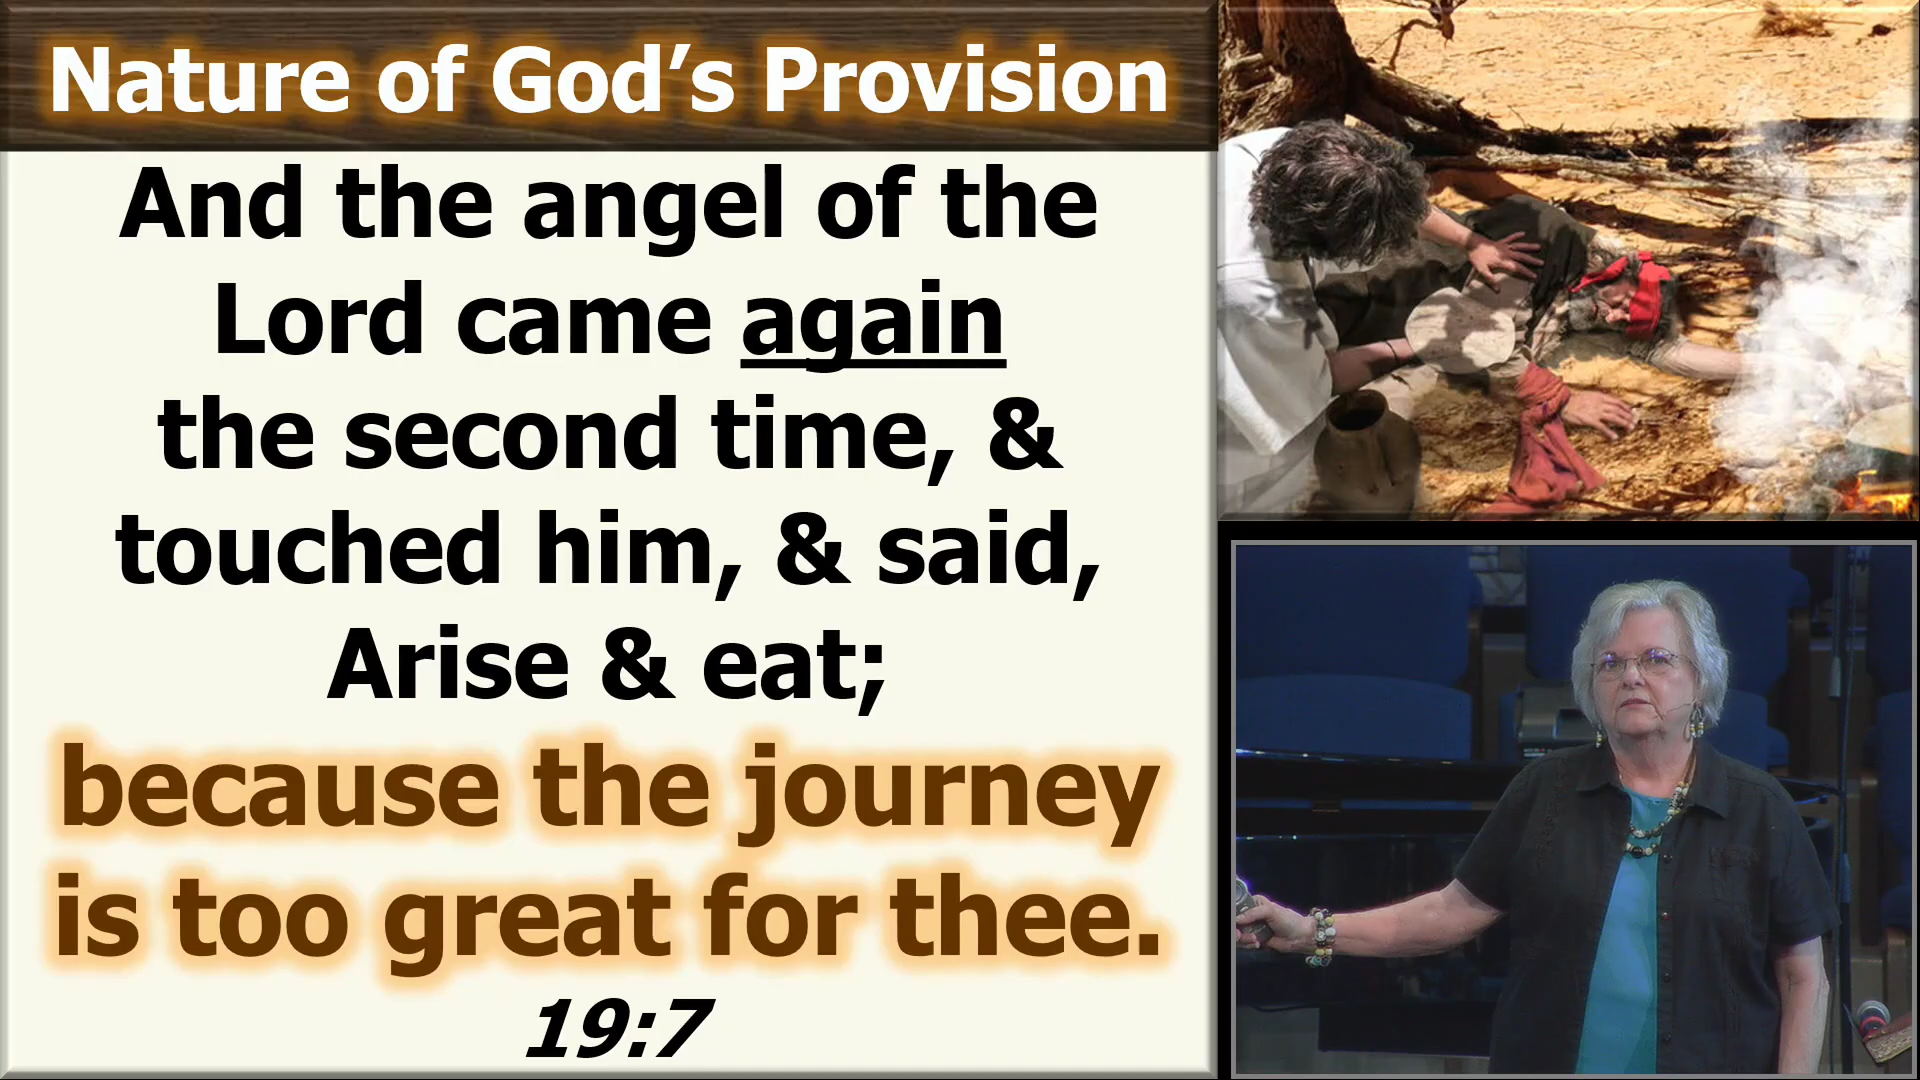 Nature of God’s Provision
And the angel of the
Lord came again
the second time, &
touched him, & said,
Arise & eat;
because the journey
is too great for thee.
19:7